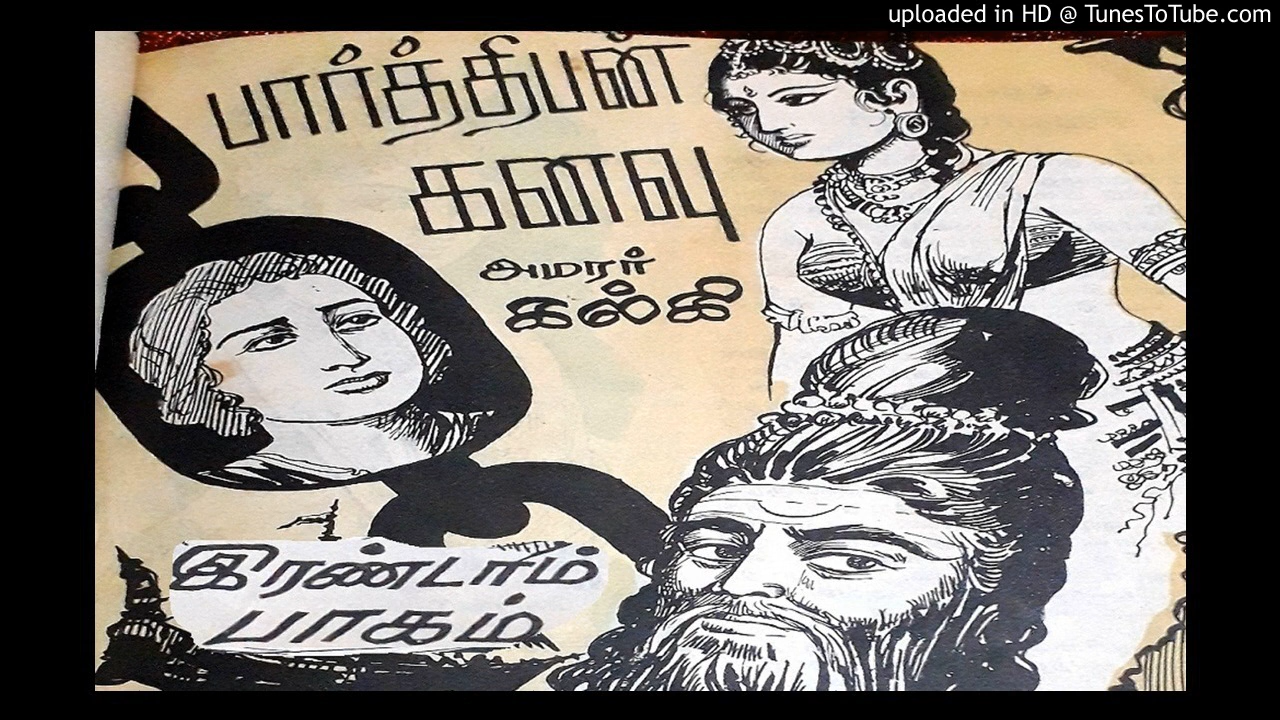 uploaded in HD @ TunesToTube.com
பார்த்திபன்
கனவு
அமரர்
கல்கி
இரண்டாம்
பாகம்